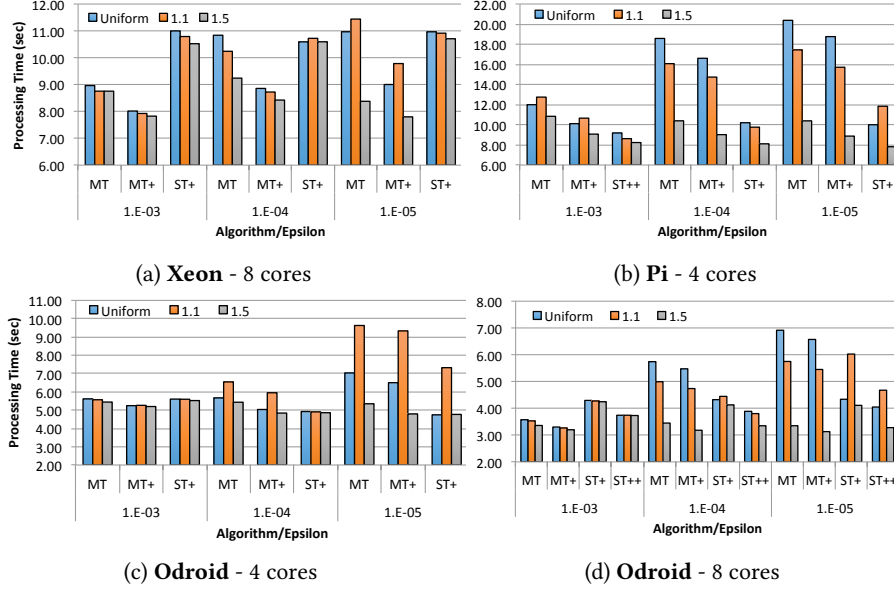 12.00
11.00
10.00
9.00
8.00
7.00
6.00
Processing Time (sec)
Uniform 1.1 1.5
MT MT+ ST+ MT MT+ ST+ MT MT+ ST+
1.E-03 1.E-04 1.E-05
Algorithm/Epsilon
(a) Xeon - 8 cores
22.00
20.00
18.00
16.00
14.00
12.00
10.00
8.00
6.00
Uniform 1.1 1.5
MT MT+ ST++ MT MT+ ST+ MT MT+ ST+
1.E-03 1.E-04 1.E-05
Algorithm/Epsilon
(b) Pi - 4 cores
11.00
10.00
9.00
8.00
7.00
6.00
5.00
4.00
3.00
2.00
Processing Time (sec)
Uniform 1.1 1.5
MT MT+ ST+ MT MT+ ST+ MT MT+ ST+
1.E-03 1.E-04 1.E-05
Algorithm/Epsilon
(c) Odroid - 4 cores
8.00
7.00
6.00
5.00
4.00
3.00
2.00
Uniform 1.1 1.5
MT MT+ ST+ ST++ MT MT+ ST+ ST++ MT MT+ ST+ ST++
1.E-03 1.E-04 1.E-05
Algorithm/Epsilon
(d) Odroid - 8 cores